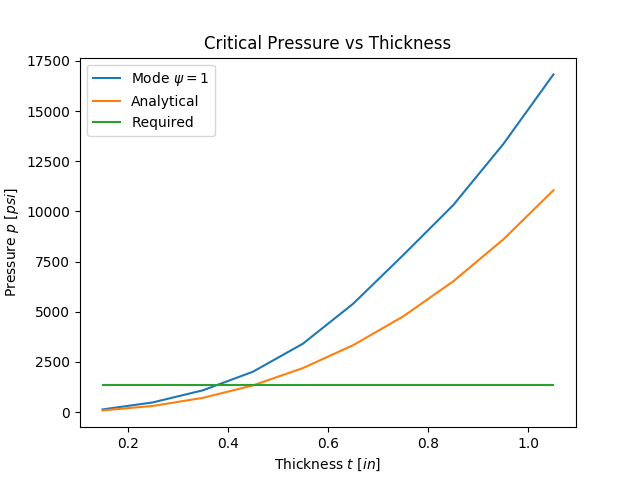 Critical Pressure vs Thickness
17500
15000
12500
10000
7500
5000
2500
0
Pressure p [psi]
Mode ψ = 1
Analytical
Required
0.2 0.4 0.6 0.8 1.0
Thickness t [in]